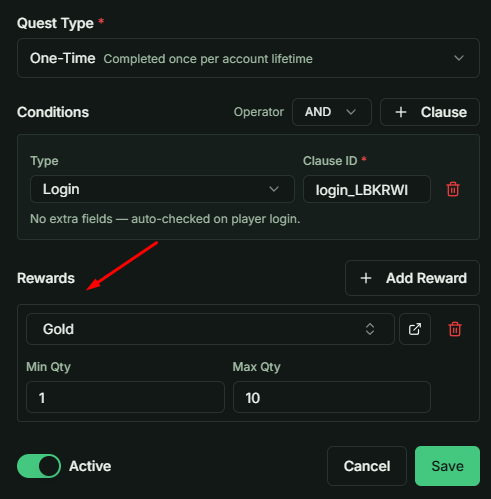 Quest Type *
One-Time Completed once per account lifetime
Conditions Operator AND + Clause
Type Clause ID *
Login login_LBKRWI
No extra fields — auto-checked on player login.
Rewards + Add Reward
Gold
Min Qty Max Qty
1 10
Active Cancel Save